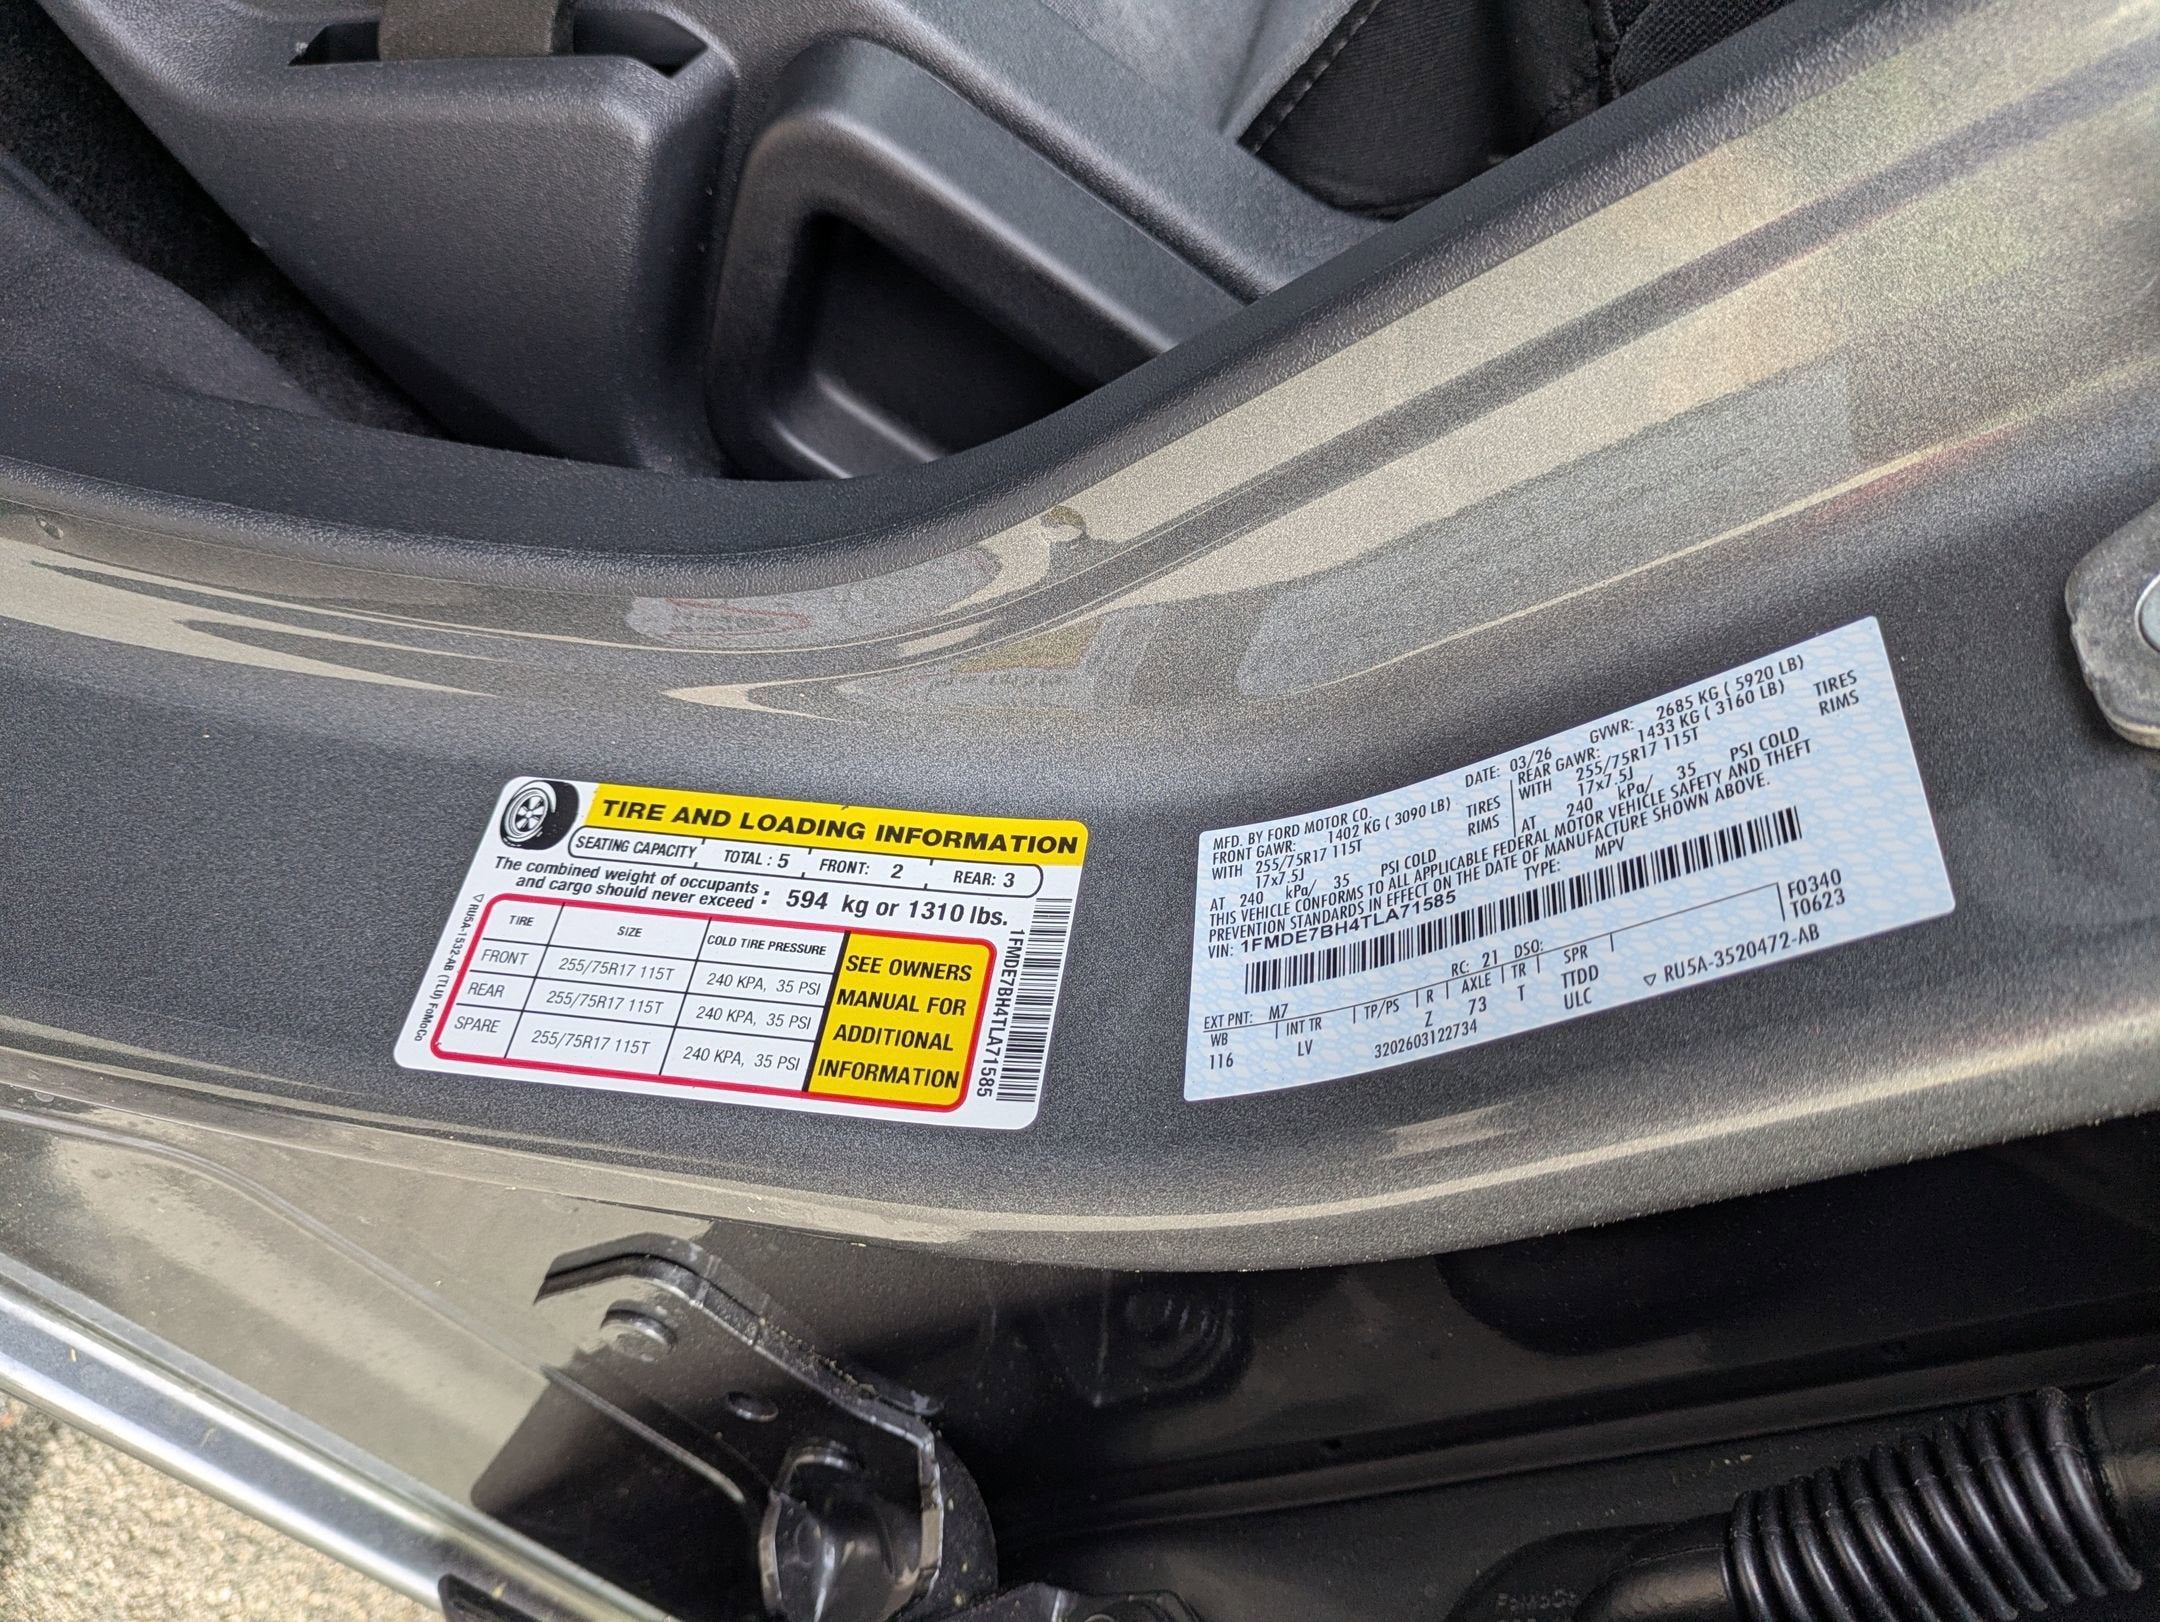 TIRE AND LOADING INFORMATION
SEATING CAPACITY TOTAL : 5 FRONT: 2 REAR: 3
The combined weight of occupants
and cargo should never exceed : 594 kg or 1310 lbs.
TIRE SIZE COLD TIRE PRESSURE
FRONT 255/75R17 115T 240 KPA, 35 PSI
REAR 255/75R17 115T 240 KPA, 35 PSI
SPARE 255/75R17 115T 240 KPA, 35 PSI
SEE OWNERS
MANUAL FOR
ADDITIONAL
INFORMATION
1FMDE7BH4TLA71585
▽ RU5A-1532-AB (TLU) FoMoCo
MFD. BY FORD MOTOR CO. DATE: 03/26 GVWR: 2685 KG ( 5920 LB)
FRONT GAWR: 1402 KG ( 3090 LB) REAR GAWR: 1433 KG ( 3160 LB)
WITH 255/75R17 115T TIRES WITH 255/75R17 115T TIRES
17x7.5J RIMS 17x7.5J RIMS
AT 240 kPa/ 35 PSI COLD AT 240 kPa/ 35 PSI COLD
THIS VEHICLE CONFORMS TO ALL APPLICABLE FEDERAL MOTOR VEHICLE SAFETY AND THEFT
PREVENTION STANDARDS IN EFFECT ON THE DATE OF MANUFACTURE SHOWN ABOVE.
VIN: 1FMDE7BH4TLA71585 TYPE: MPV
F0340
T0623
EXT PNT: M7 RC: 21 DSO:
WB INT TR TP/PS R AXLE TR SPR
116 LV Z 73 T TTDD
ULC
3202603122734
▽ RU5A-3520472-AB
FoMoCo